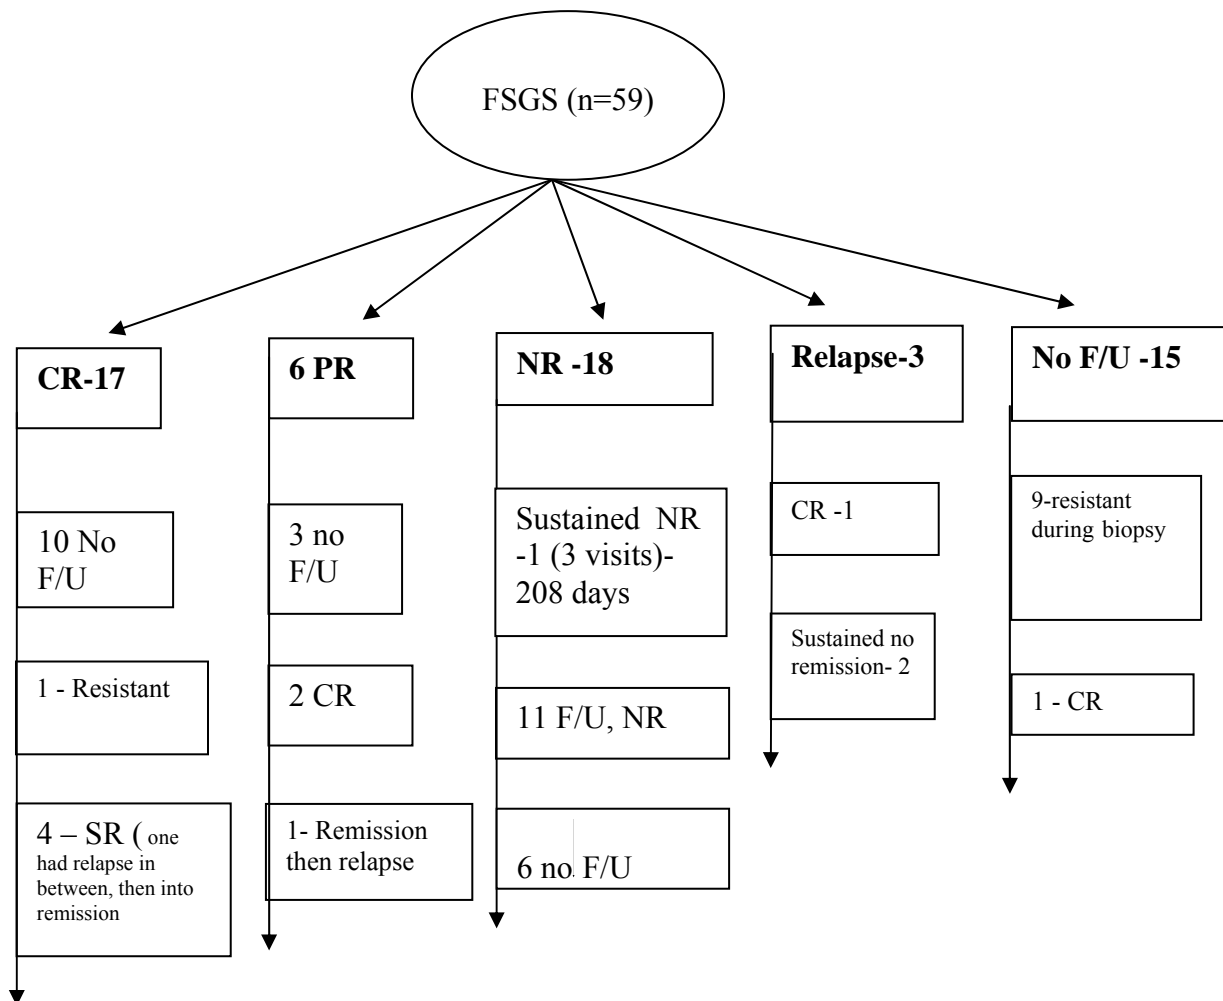 FSGS (n=59)
CR-17
10 No
F/U
1 - Resistant
4 – SR ( one
had relapse in
between, then into
remission
6 PR
3 no
F/U
2 CR
1- Remission
then relapse
NR -18
Sustained NR
-1 (3 visits)-
208 days
11 F/U, NR
6 no F/U
Relapse-3
CR -1
Sustained no
remission- 2
No F/U -15
9-resistant
during biopsy
1 - CR